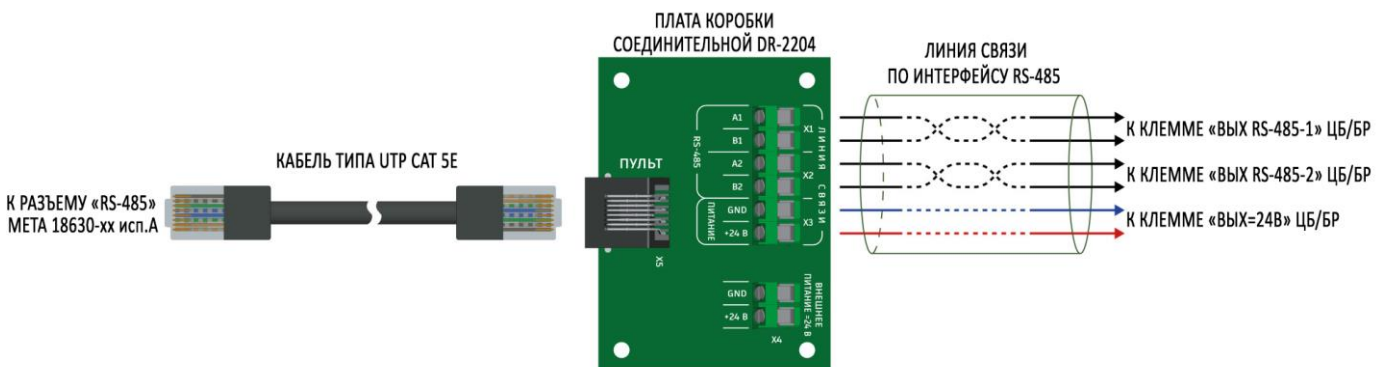 ПЛАТА КОРОБКИ
СОЕДИНИТЕЛЬНОЙ DR-2204
ЛИНИЯ СВЯЗИ
ПО ИНТЕРФЕЙСУ RS-485
КАБЕЛЬ ТИПА UTP CAT 5E
К РАЗЪЕМУ «RS-485»
МЕТА 18630-xx исп.А
ПУЛЬТ
X5
RS-485
ПИТАНИЕ
A1
B1
A2
B2
GND
+24 В
X1
X2
X3
ЛИНИЯ СВЯЗИ
GND
+24 В
X4
ВНЕШНЕЕ
ПИТАНИЕ =24 В
К КЛЕММЕ «ВЫХ RS-485-1» ЦБ/БР
К КЛЕММЕ «ВЫХ RS-485-2» ЦБ/БР
К КЛЕММЕ «ВЫХ=24В» ЦБ/БР